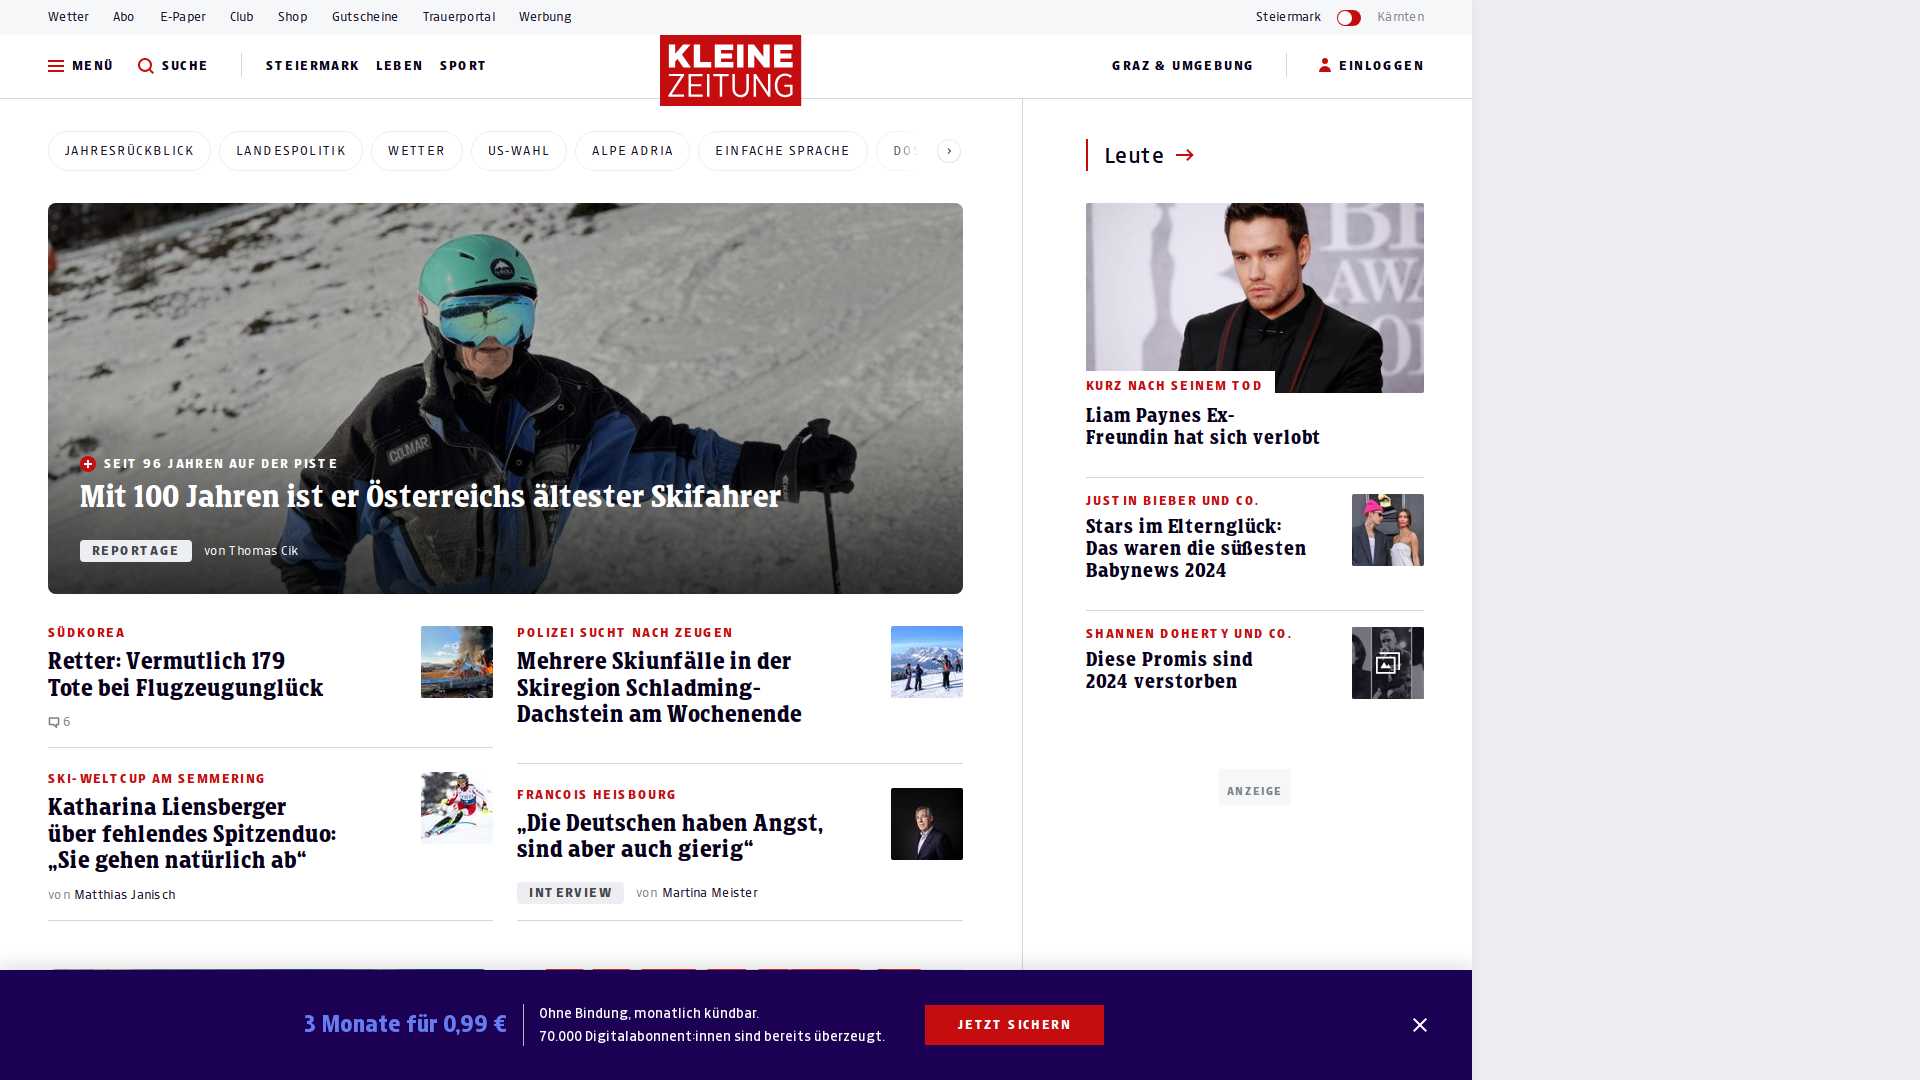 Wetter Abo E-Paper Club Shop Gutscheine Trauerportal Werbung Steiermark Kärnten
MENÜ SUCHE STEIERMARK LEBEN SPORT KLEINE ZEITUNG GRAZ & UMGEBUNG EINLOGGEN
JAHRESRÜCKBLICK LANDESPOLITIK WETTER US-WAHL ALPE ADRIA EINFACHE SPRACHE
SEIT 96 JAHREN AUF DER PISTE
Mit 100 Jahren ist er Österreichs ältester Skifahrer
REPORTAGE von Thomas Cik
COLMAR
SÜDKOREA
Retter: Vermutlich 179
Tote bei Flugzeugunglück
6
POLIZEI SUCHT NACH ZEUGEN
Mehrere Skiunfälle in der
Skiregion Schladming-
Dachstein am Wochenende
SKI-WELTCUP AM SEMMERING
Katharina Liensberger
über fehlendes Spitzenduo:
„Sie gehen natürlich ab“
von Matthias Janisch
FRANCOIS HEISBOURG
„Die Deutschen haben Angst,
sind aber auch gierig“
INTERVIEW von Martina Meister
Leute
KURZ NACH SEINEM TOD
Liam Paynes Ex-
Freundin hat sich verlobt
JUSTIN BIEBER UND CO.
Stars im Elternglück:
Das waren die süßesten
Babynews 2024
SHANNEN DOHERTY UND CO.
Diese Promis sind
2024 verstorben
ANZEIGE
3 Monate für 0,99 €
Ohne Bindung, monatlich kündbar.
70.000 Digitalabonnent:innen sind bereits überzeugt.
JETZT SICHERN